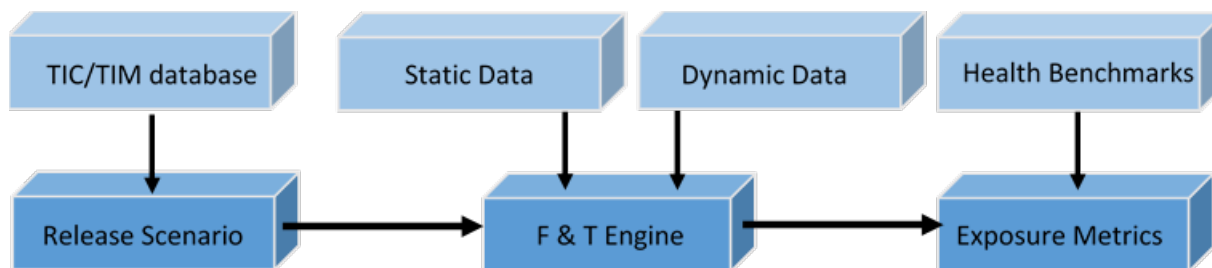 TIC/TIM database
Static Data
Dynamic Data
Health Benchmarks
Release Scenario
F & T Engine
Exposure Metrics